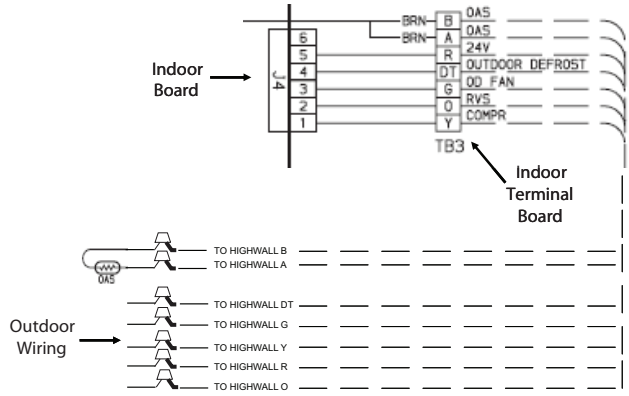 BRN B OAS
BRN A OAS
6
5 R 24V
4 DT OUTDOOR DEFROST
3 G OD FAN
2 O RVS
1 Y COMPR
J4
TB3
Indoor
Board
Indoor
Terminal
Board
TO HIGHWALL B
TO HIGHWALL A
OAS
TO HIGHWALL DT
TO HIGHWALL G
TO HIGHWALL Y
TO HIGHWALL R
TO HIGHWALL O
Outdoor
Wiring